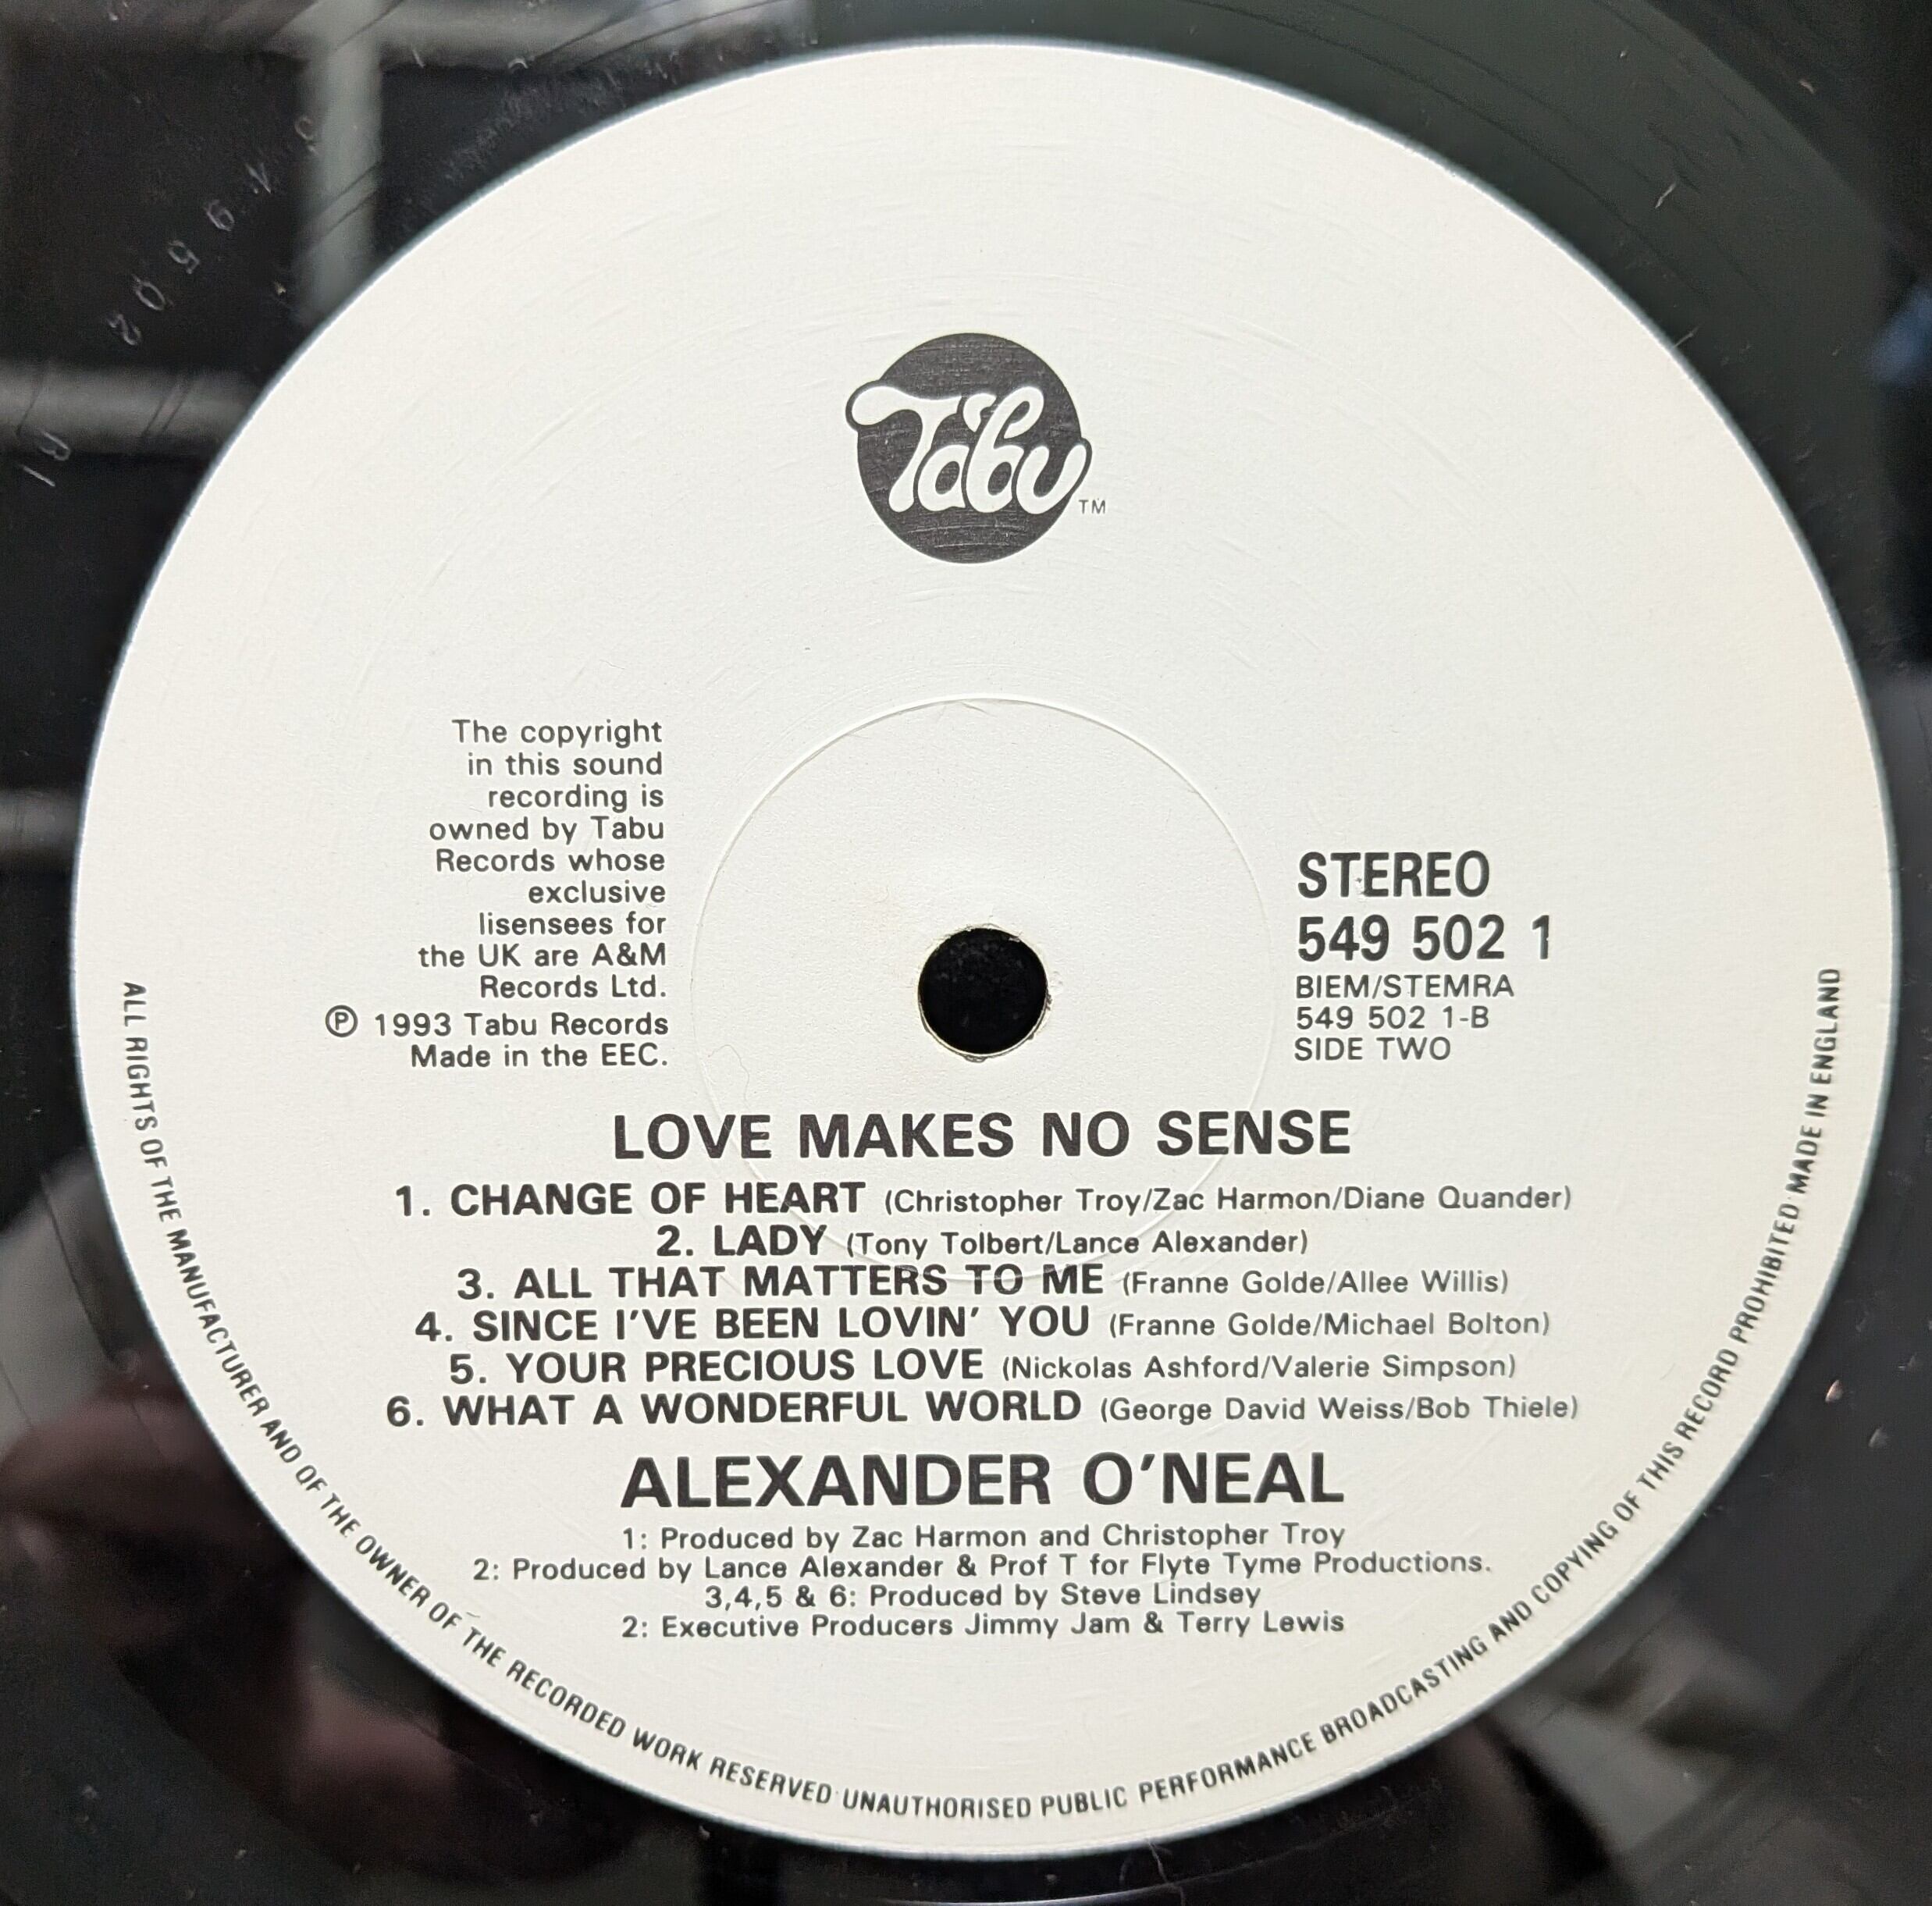 Tabu TM
The copyright
in this sound
recording is
owned by Tabu
Records whose
exclusive
lisensees for
the UK are A&M
Records Ltd.
℗ 1993 Tabu Records
Made in the EEC.
STEREO
549 502 1
BIEM/STEMRA
549 502 1-B
SIDE TWO
LOVE MAKES NO SENSE
1. CHANGE OF HEART (Christopher Troy/Zac Harmon/Diane Quander)
2. LADY (Tony Tolbert/Lance Alexander)
3. ALL THAT MATTERS TO ME (Franne Golde/Allee Willis)
4. SINCE I'VE BEEN LOVIN' YOU (Franne Golde/Michael Bolton)
5. YOUR PRECIOUS LOVE (Nickolas Ashford/Valerie Simpson)
6. WHAT A WONDERFUL WORLD (George David Weiss/Bob Thiele)
ALEXANDER O'NEAL
1: Produced by Zac Harmon and Christopher Troy
2: Produced by Lance Alexander & Prof T for Flyte Tyme Productions.
3,4,5 & 6: Produced by Steve Lindsey
2: Executive Producers Jimmy Jam & Terry Lewis
ALL RIGHTS OF THE MANUFACTURER AND OF THE OWNER OF THE RECORDED WORK RESERVED UNAUTHORISED PUBLIC PERFORMANCE BROADCASTING AND COPYING OF THIS RECORD PROHIBITED MADE IN ENGLAND